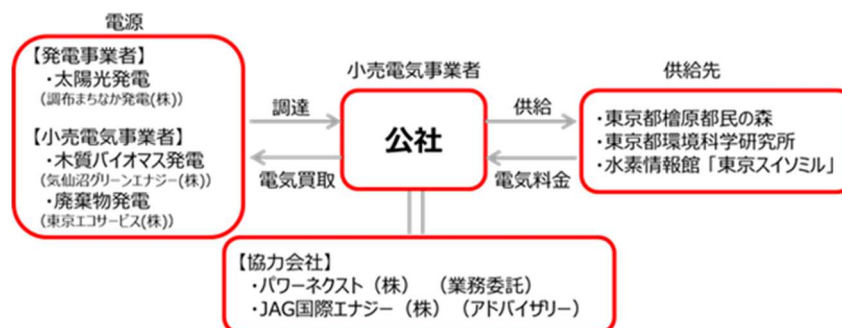 電源
【発電事業者】
・太陽光発電
(調布まちなか発電(株))
【小売電気事業者】
・木質バイオマス発電
(気仙沼グリーンエナジー(株))
・廃棄物発電
(東京エコサービス(株))
調達
電気買取
小売電気事業者
公社
供給
電気料金
供給先
・東京都檜原都民の森
・東京都環境科学研究所
・水素情報館「東京スイソミル」
【協力会社】
・パワーネクスト（株）　（業務委託）
・JAG国際エナジー（株）　（アドバイザリー）